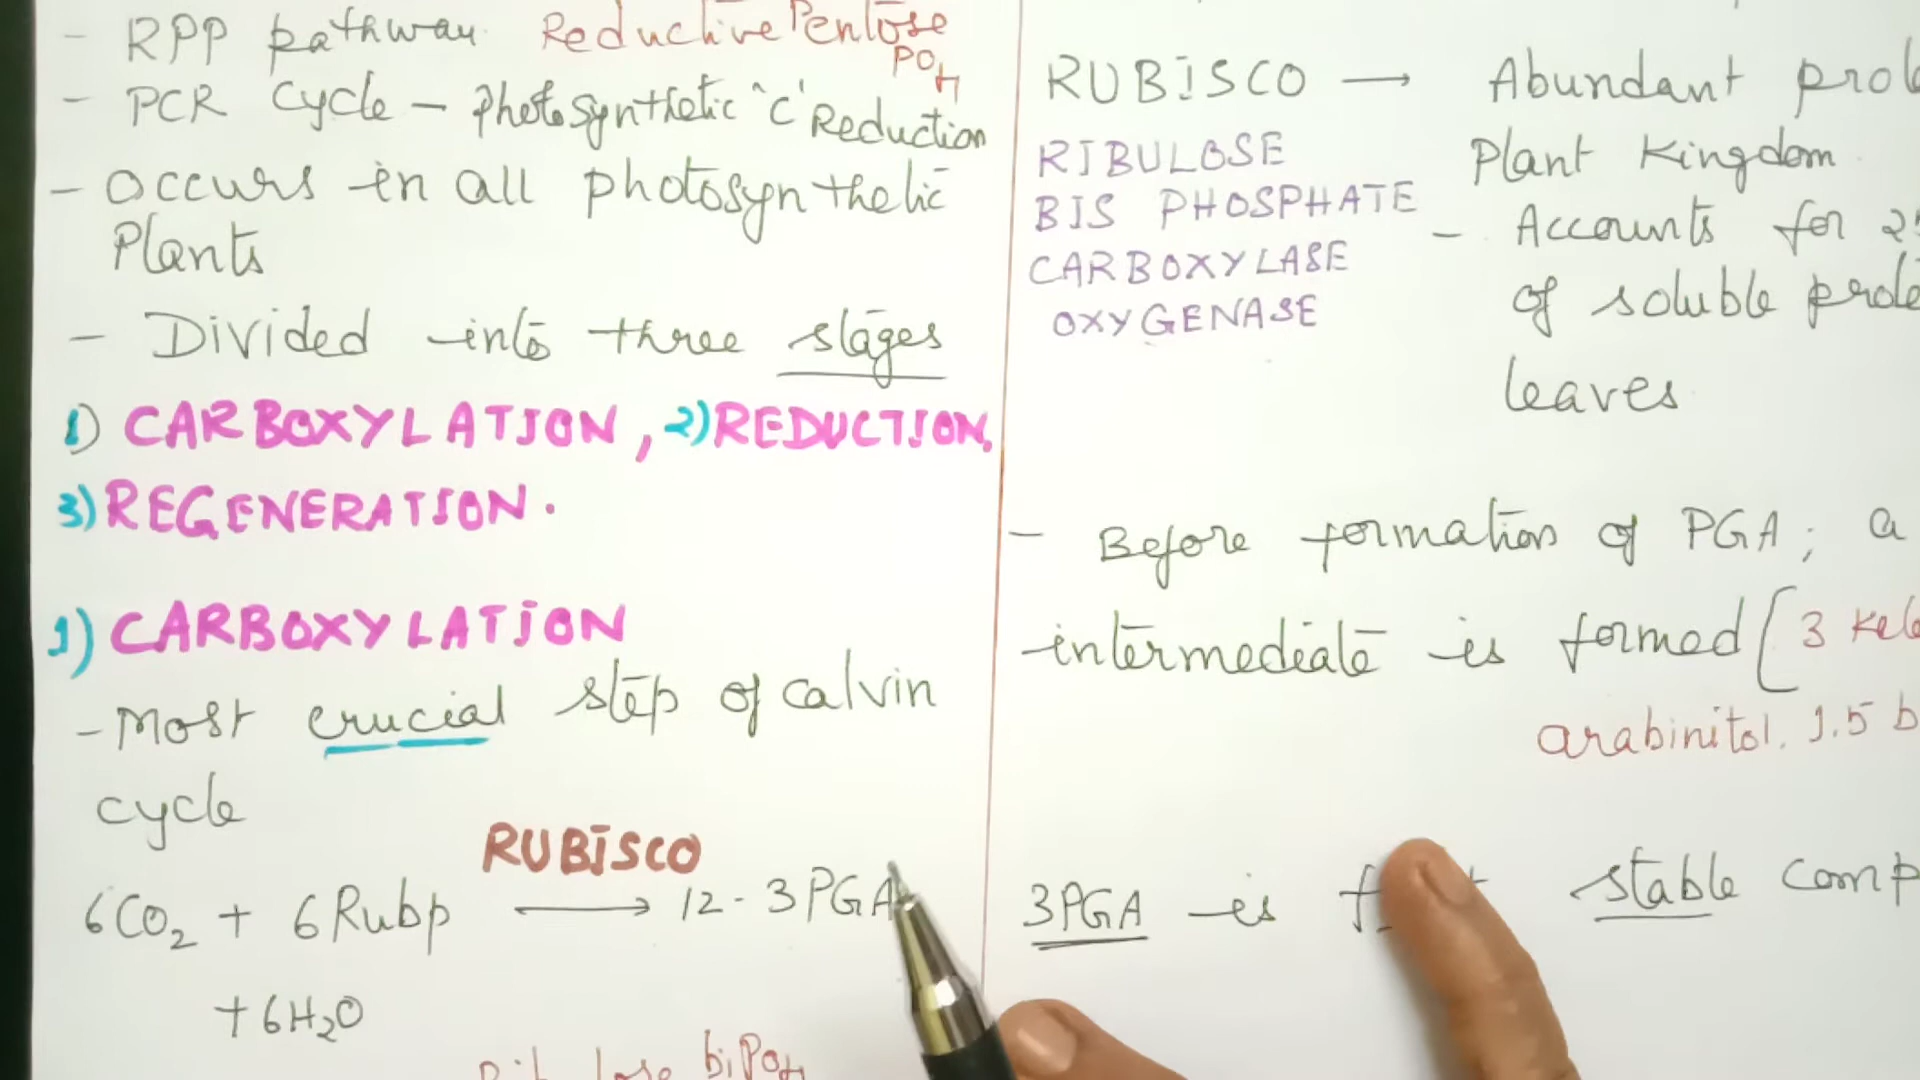 - RPP pathway. Reductive Pentose
PO4
- PCR Cycle - Photosynthetic 'C' Reduction
- Occurs in all photosynthetic
Plants
- Divided into three stages
1) CARBOXYLATION, 2) REDUCTION,
3) REGENERATION.
1) CARBOXYLATION
- Most crucial step of calvin
cycle
RUBISCO
6CO2 + 6Rubp ⟶ 12-3PGA
+6H2O
biPO4
RUBISCO → Abundant
RIBULOSE
BIS PHOSPHATE
CARBOXYLASE
OXYGENASE
Plant Kingdom
- Accounts for
of soluble
leaves
- Before formation of PGA; a
intermediate is formed [3
arabinitol. 1.5 b
3PGA is stable